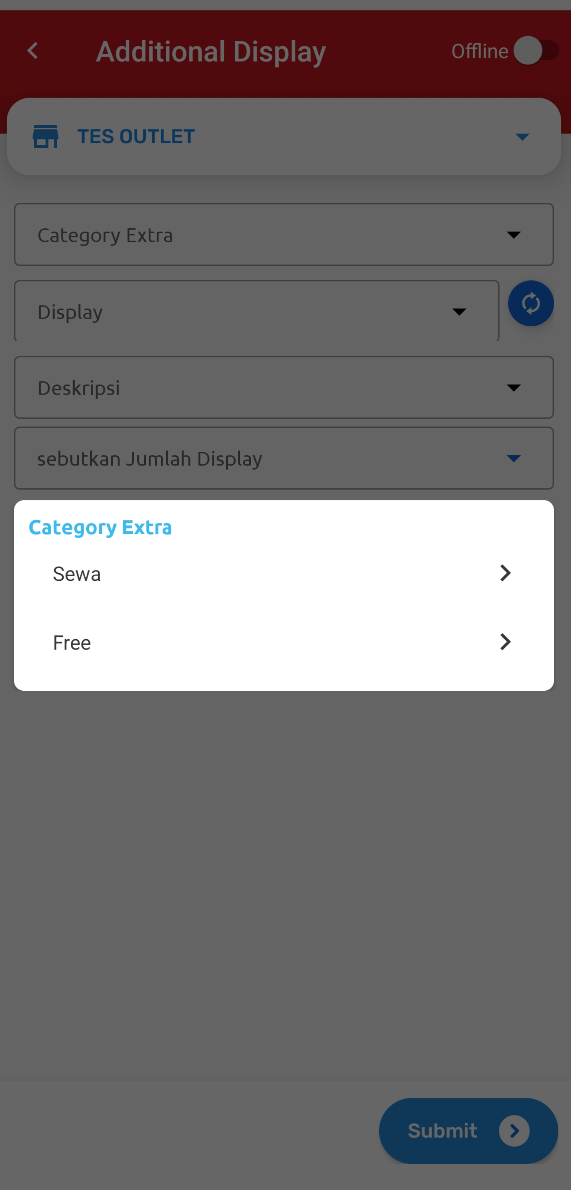 Additional Display
Offline
TES OUTLET
Category Extra
Display
Deskripsi
sebutkan Jumlah Display
Category Extra
Sewa
Free
Submit